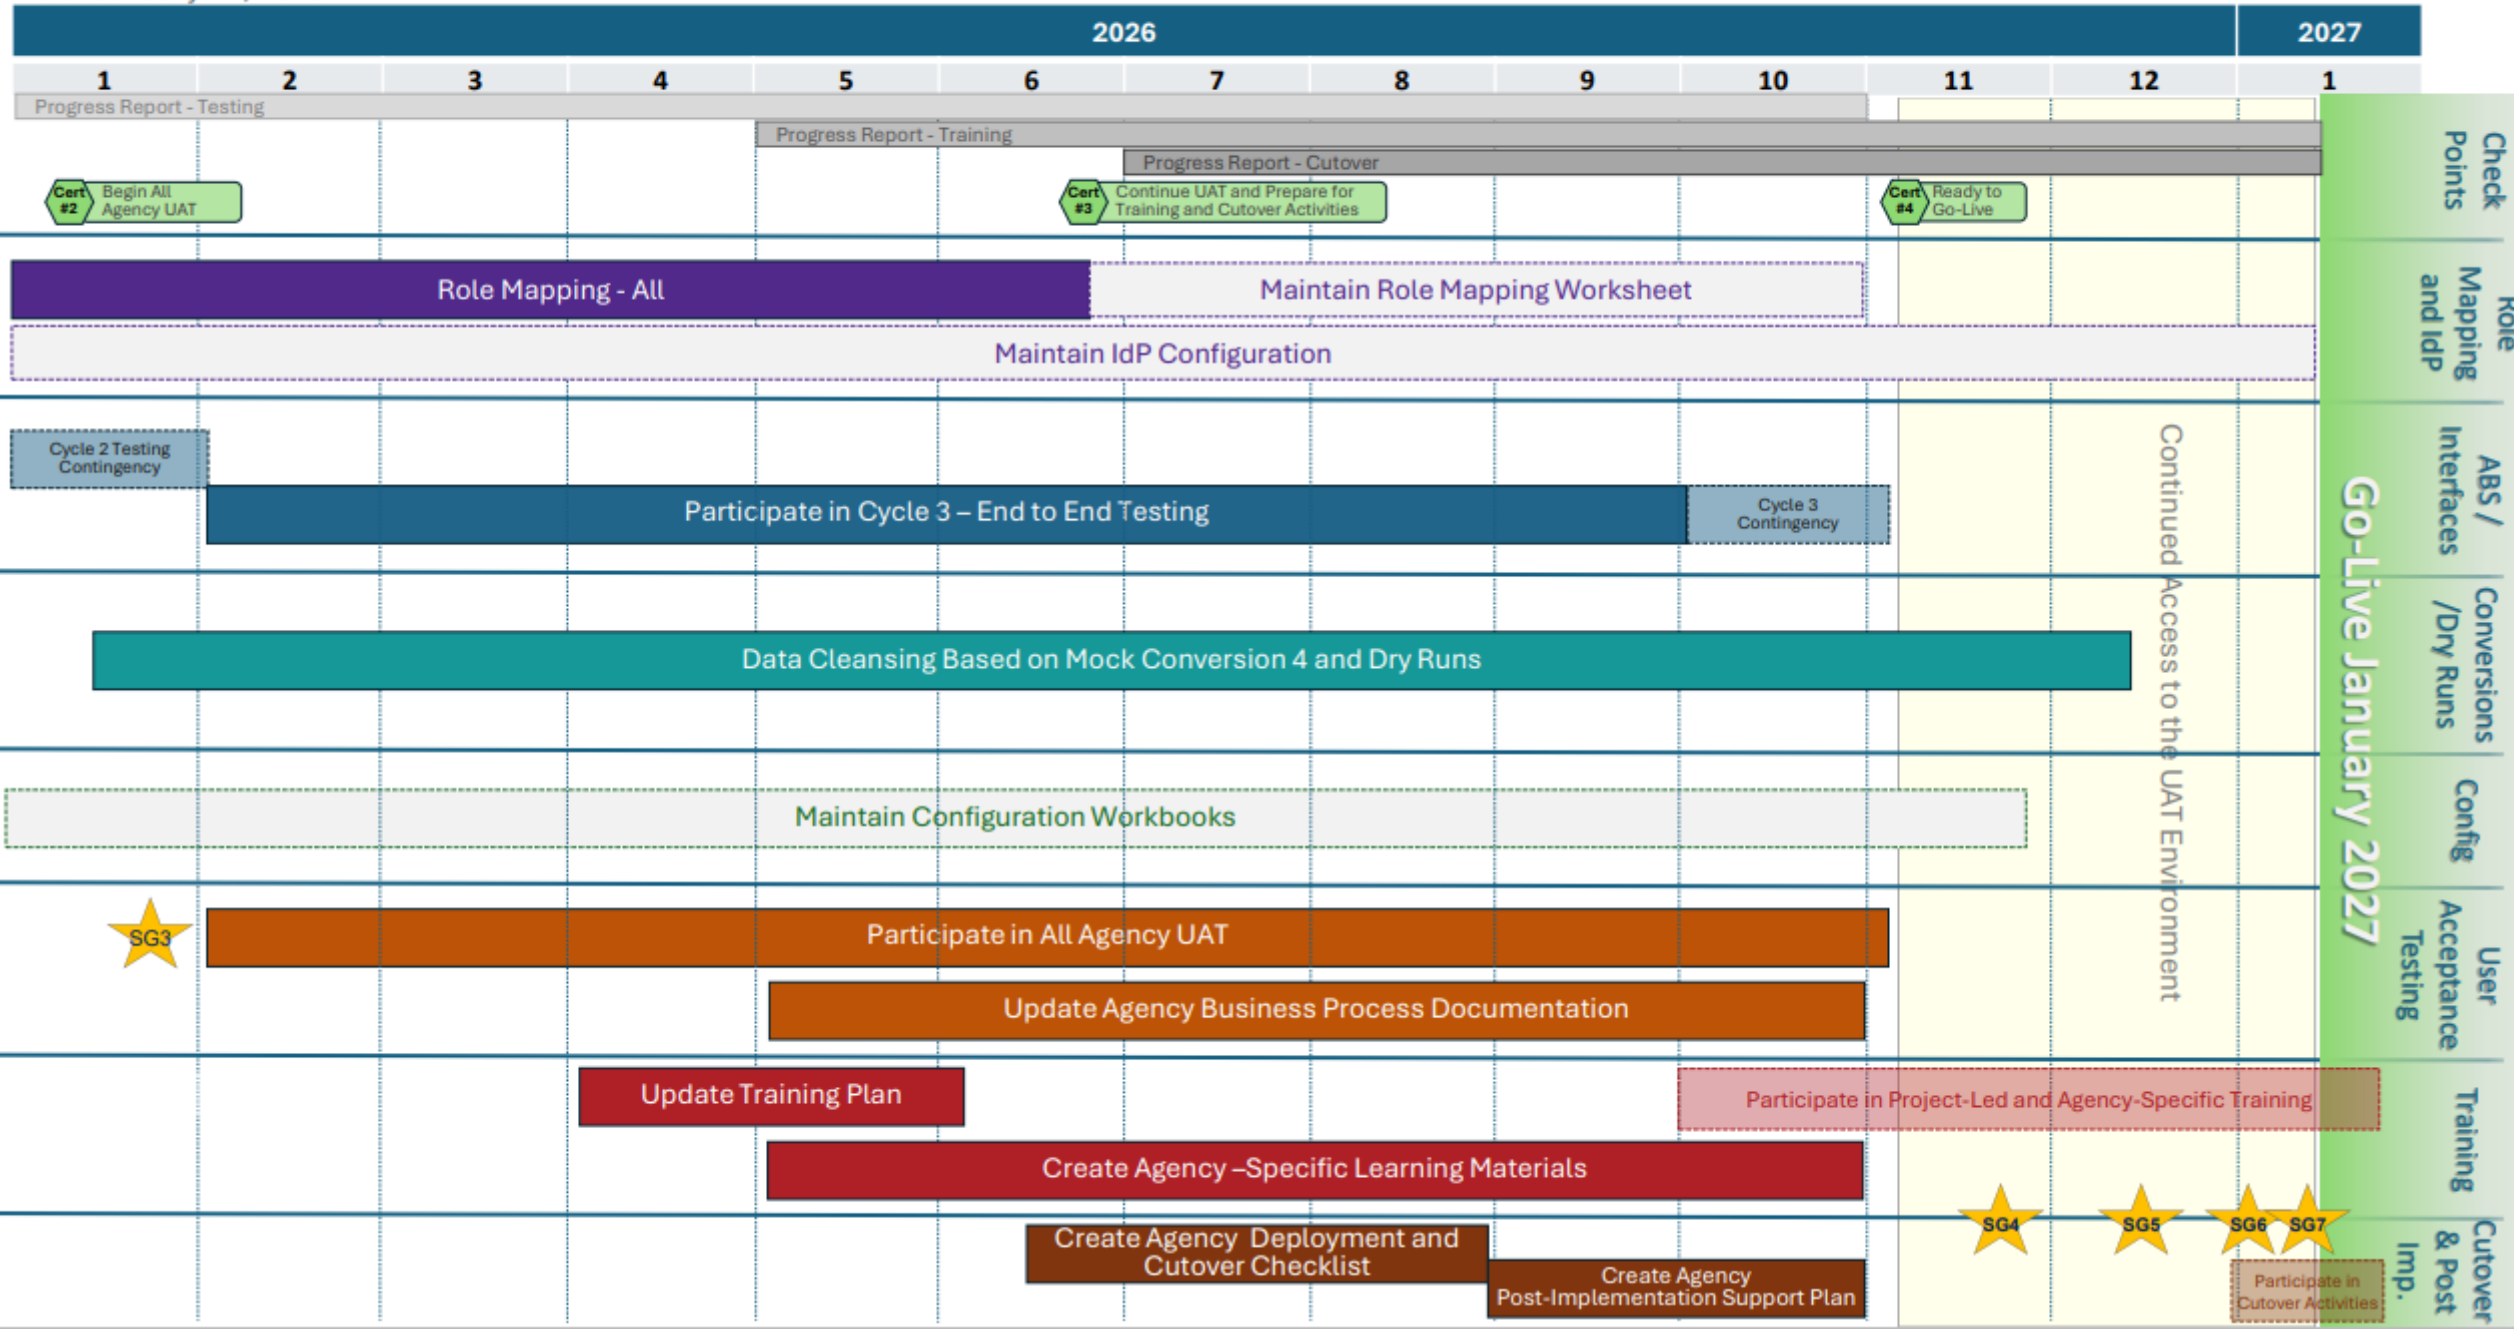 2026
2027
1
2
3
4
5
6
7
8
9
10
11
12
1
Progress Report - Testing
Progress Report - Training
Progress Report - Cutover
Cert
#2
Begin All
Agency UAT
Cert
#3
Continue UAT and Prepare for
Training and Cutover Activities
Cert
#4
Ready to
Go-Live
Check
Points
Role Mapping - All
Maintain Role Mapping Worksheet
Maintain IdP Configuration
Role
Mapping
and IdP
Cycle 2 Testing
Contingency
Participate in Cycle 3 – End to End Testing
Cycle 3
Contingency
ABS /
Interfaces
Data Cleansing Based on Mock Conversion 4 and Dry Runs
Conversions
/Dry Runs
Maintain Configuration Workbooks
Config
Continued Access to the UAT Environment
Go-Live January 2027
SG3
Participate in All Agency UAT
Update Agency Business Process Documentation
User
Acceptance
Testing
Update Training Plan
Participate in Project-Led and Agency-Specific Training
Create Agency –Specific Learning Materials
Training
SG4
SG5
SG6
SG7
Create Agency Deployment and
Cutover Checklist
Create Agency
Post-Implementation Support Plan
Participate in
Cutover Activities
Cutover
& Post
Imp.